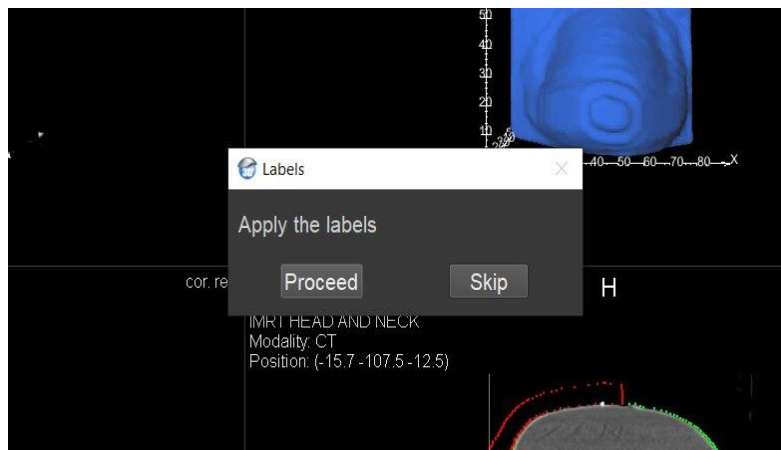 50
40
30
20
10
40 50 60 70 80 X
3D Labels
Apply the labels
Proceed Skip
cor. re
H
IMRT HEAD AND NECK
Modality: CT
Position: (-15.7 -107.5 -12.5)